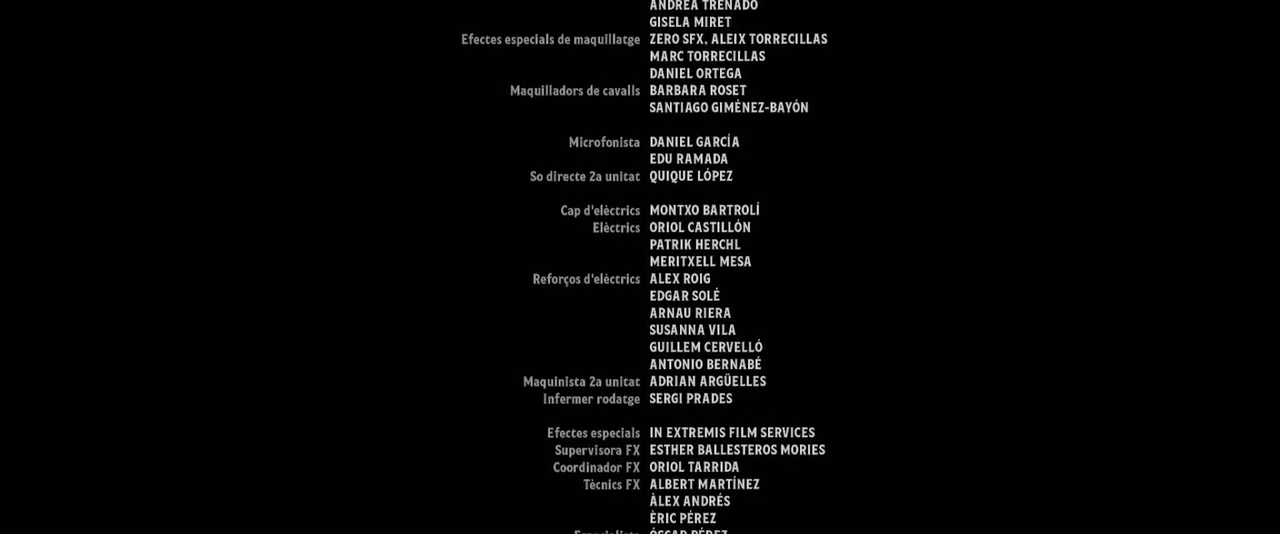 ANDREA TRENADO
GISELA MIRET
Efectes especials de maquillatge ZERO SFX, ALEIX TORRECILLAS
MARC TORRECILLAS
DANIEL ORTEGA
Maquilladors de cavalls BARBARA ROSET
SANTIAGO GIMÉNEZ-BAYÓN
Microfonista DANIEL GARCÍA
EDU RAMADA
So directe 2a unitat QUIQUE LÓPEZ
Cap d'elèctrics MONTXO BARTROLÍ
Elèctrics ORIOL CASTILLÓN
PATRIK HERCHL
MERITXELL MESA
Reforços d'elèctrics ALEX ROIG
EDGAR SOLÉ
ARNAU RIERA
SUSANNA VILA
GUILLEM CERVELLÓ
ANTONIO BERNABÉ
Maquinista 2a unitat ADRIAN ARGÜELLES
Infermer rodatge SERGI PRADES
Efectes especials IN EXTREMIS FILM SERVICES
Supervisora FX ESTHER BALLESTEROS MORIES
Coordinador FX ORIOL TARRIDA
Tècnics FX ALBERT MARTÍNEZ
ÀLEX ANDRÉS
ÈRIC PÉREZ
Especialista ÓSCAR PÉREZ